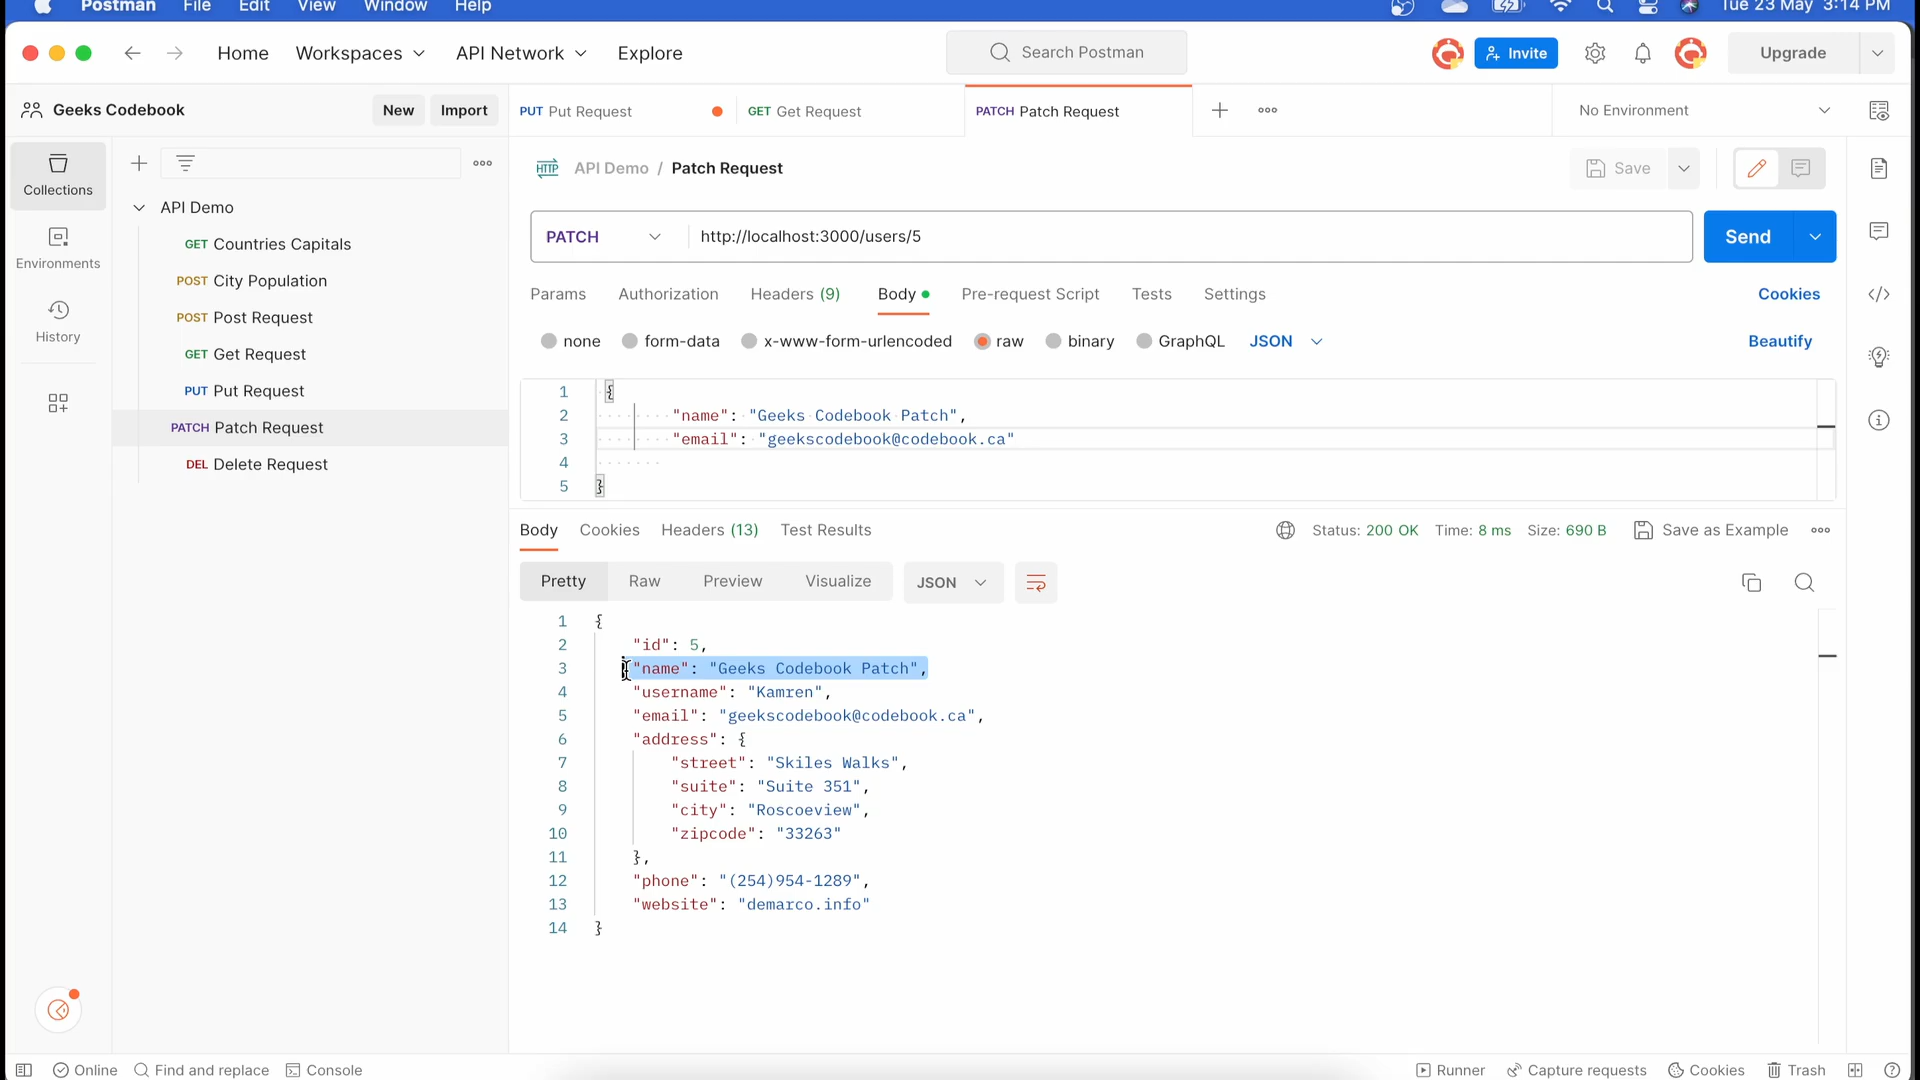 Postman File Edit View Window Help Tue 23 May 3:14 PM
Home Workspaces API Network Explore Search Postman Invite Upgrade
Geeks Codebook New Import PUT Put Request GET Get Request PATCH Patch Request No Environment
Collections
Environments
History
API Demo
GET Countries Capitals
POST City Population
POST Post Request
GET Get Request
PUT Put Request
PATCH Patch Request
DEL Delete Request
HTTP API Demo / Patch Request Save
PATCH http://localhost:3000/users/5 Send
Params Authorization Headers (9) Body Pre-request Script Tests Settings Cookies
none form-data x-www-form-urlencoded raw binary GraphQL JSON Beautify
1 {
2 "name": "Geeks Codebook Patch",
3 "email": "geekscodebook@codebook.ca"
4
5 }
Body Cookies Headers (13) Test Results Status: 200 OK Time: 8 ms Size: 690 B Save as Example
Pretty Raw Preview Visualize JSON
1 {
2 "id": 5,
3 "name": "Geeks Codebook Patch",
4 "username": "Kamren",
5 "email": "geekscodebook@codebook.ca",
6 "address": {
7 "street": "Skiles Walks",
8 "suite": "Suite 351",
9 "city": "Roscoeview",
10 "zipcode": "33263"
11 },
12 "phone": "(254)954-1289",
13 "website": "demarco.info"
14 }
Online Find and replace Console Runner Capture requests Cookies Trash